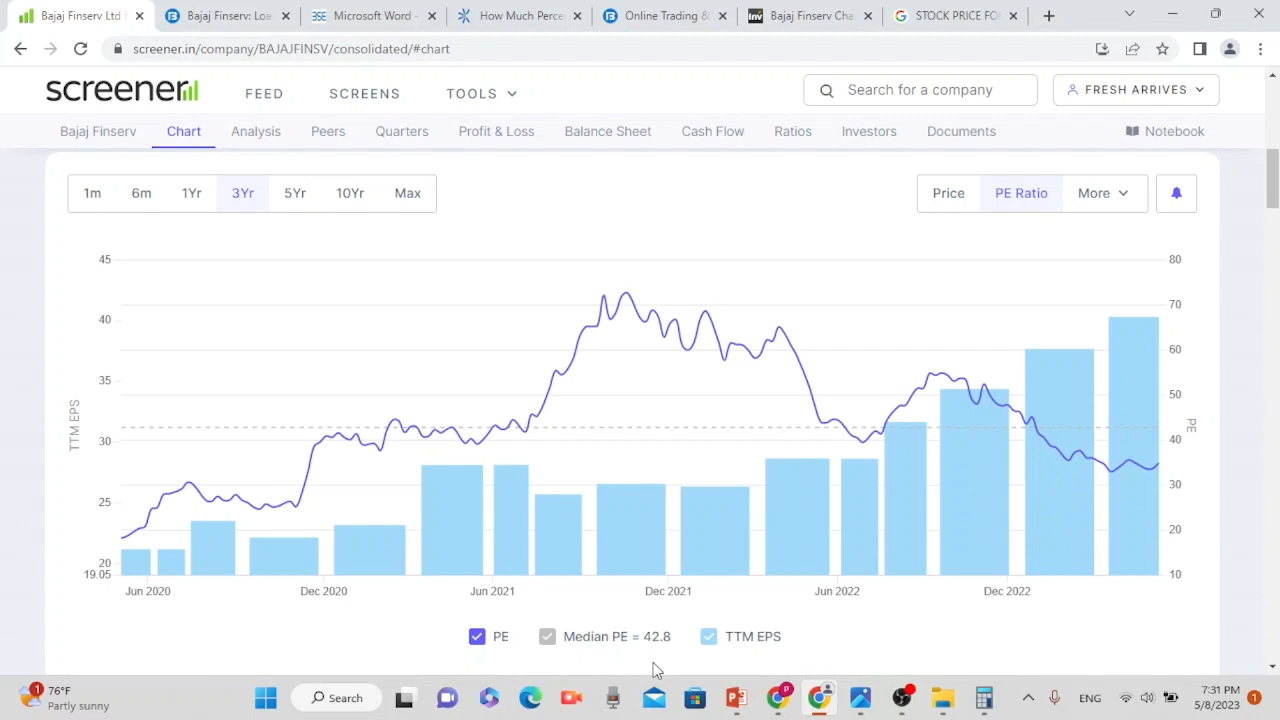 Bajaj Finserv Ltd
Bajaj Finserv: Loa
Microsoft Word -
How Much Perce
Online Trading &
Bajaj Finserv Cha
STOCK PRICE FO
screener.in/company/BAJAJFINSV/consolidated/#chart
screener
FEED
SCREENS
TOOLS
Search for a company
FRESH ARRIVES
Bajaj Finserv
Chart
Analysis
Peers
Quarters
Profit & Loss
Balance Sheet
Cash Flow
Ratios
Investors
Documents
Notebook
1m
6m
1Yr
3Yr
5Yr
10Yr
Max
Price
PE Ratio
More
45
40
35
30
25
20
19.05
TTM EPS
80
70
60
50
40
30
20
10
PE
Jun 2020
Dec 2020
Jun 2021
Dec 2021
Jun 2022
Dec 2022
PE
Median PE = 42.8
TTM EPS
1
76°F
Partly sunny
Search
ENG
7:31 PM
5/8/2023
1